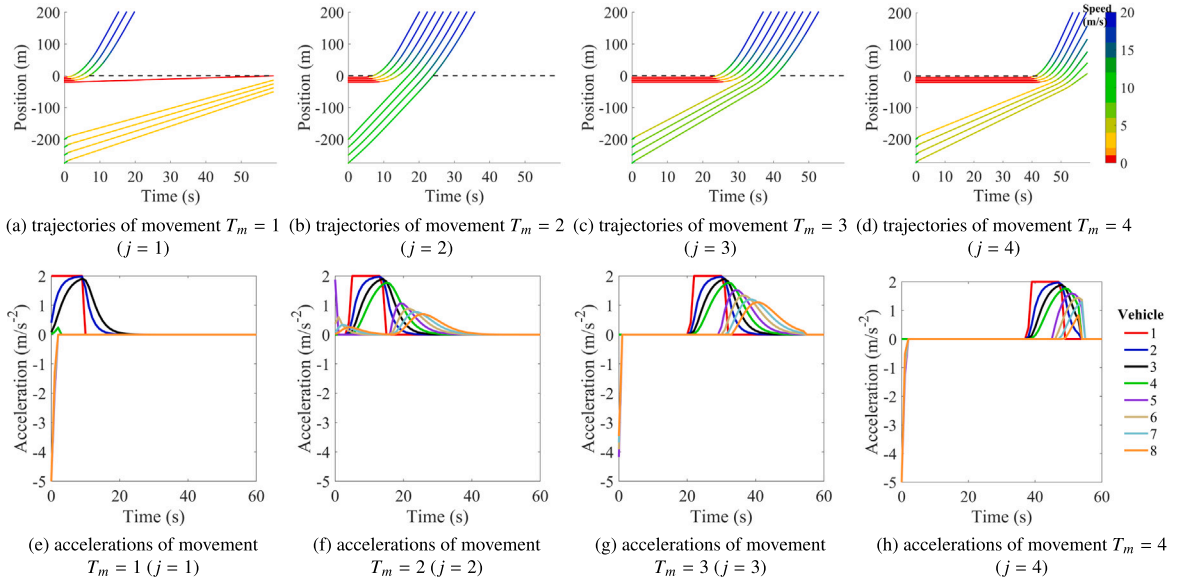 Position (m)
200
100
0
-100
-200
0 10 20 30 40 50
Time (s)
(a) trajectories of movement Tₘ = 1
(j = 1)
Position (m)
200
100
0
-100
-200
0 10 20 30 40 50
Time (s)
(b) trajectories of movement Tₘ = 2
(j = 2)
Position (m)
200
100
0
-100
-200
0 10 20 30 40 50
Time (s)
(c) trajectories of movement Tₘ = 3
(j = 3)
Position (m)
200
100
0
-100
-200
0 10 20 30 40 50
Time (s)
(d) trajectories of movement Tₘ = 4
(j = 4)
Speed
(m/s)
20
15
10
5
0
Acceleration (m/s⁻²)
2
1
0
-1
-2
-3
-4
-5
0 20 40 60
Time (s)
(e) accelerations of movement
Tₘ = 1 (j = 1)
Acceleration (m/s⁻²)
2
1
0
-1
2
-3
-4
-5
0 20 40 60
Time (s)
(f) accelerations of movement
Tₘ = 2 (j = 2)
Acceleration (m/s⁻²)
2
1
0
-1
-2
-3
-4
-5
0 20 40 60
Time (s)
(g) accelerations of movement
Tₘ = 3 (j = 3)
Acceleration (m/s⁻²)
2
1
0
-1
2
-3
-4
-5
0 20 40 60
Time (s)
(h) accelerations of movement Tₘ = 4
(j = 4)
Vehicle
1
2
3
4
5
6
7
8